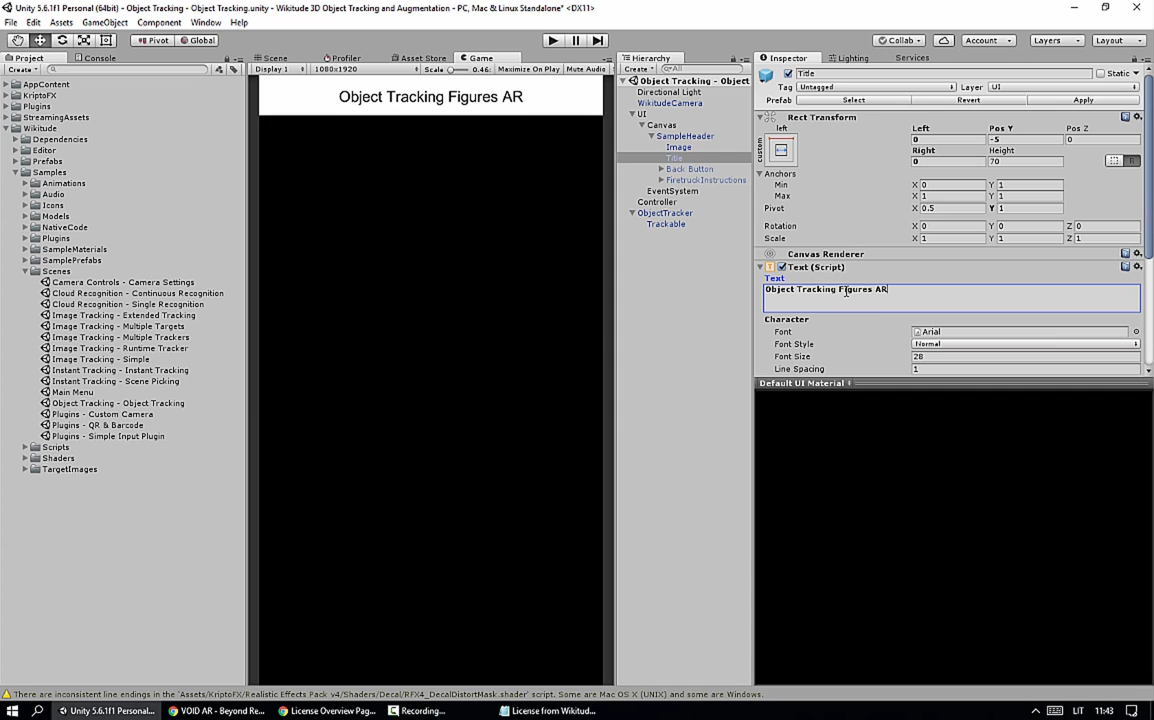 Unity 5.6.1f1 Personal (64bit) - Object Tracking - Object Tracking.unity - Wikitude 3D Object Tracking and Augmentation - PC, Mac & Linux Standalone* <DX11>
File Edit Assets GameObject Component Window Help
Pivot Global Collab Account Layers Layout
Project Console
Create
AppContent
KriptoFX
Plugins
StreamingAssets
Wikitude
Dependencies
Editor
Prefabs
Samples
Animations
Audio
Icons
Models
NativeCode
Plugins
SampleMaterials
SamplePrefabs
Scenes
Camera Controls - Camera Settings
Cloud Recognition - Continuous Recognition
Cloud Recognition - Single Recognition
Image Tracking - Extended Tracking
Image Tracking - Multiple Targets
Image Tracking - Multiple Trackers
Image Tracking - Runtime Tracker
Image Tracking - Simple
Instant Tracking - Instant Tracking
Instant Tracking - Scene Picking
Main Menu
Object Tracking - Object Tracking
Plugins - Custom Camera
Plugins - QR & Barcode
Plugins - Simple Input Plugin
Scripts
Shaders
TargetImages
Scene Profiler Asset Store Game
Display 1 1080x1920 Scale 0.46: Maximize On Play Mute Audio
Object Tracking Figures AR
Hierarchy
Create All
Object Tracking - Object
Directional Light
WikitudeCamera
UI
Canvas
SampleHeader
Image
Title
Back Button
FiretruckInstructions
EventSystem
Controller
ObjectTracker
Trackable
Inspector Lighting Services
Title Static
Tag Untagged Layer UI
Prefab Select Revert Apply
Rect Transform
left Left Pos Y Pos Z
custom 0 -5 0
Right Height
0 70 R
Anchors
Min X 0 Y 1
Max X 1 Y 1
Pivot X 0.5 Y 1
Rotation X 0 Y 0 Z 0
Scale X 1 Y 1 Z 1
Canvas Renderer
Text (Script)
Text
Object Tracking Figures AR
Character
Font Arial
Font Style Normal
Font Size 28
Line Spacing 1
Default UI Material
There are inconsistent line endings in the 'Assets/KriptoFX/Realistic Effects Pack v4/Shaders/Decal/RFX4_DecalDistortMask.shader' script. Some are Mac OS X (UNIX) and some are Windows.
Unity 5.6.1f1 Personal... VOID AR - Beyond Re... License Overview Pag... Recording... License from Wikitud... LIT 11:43